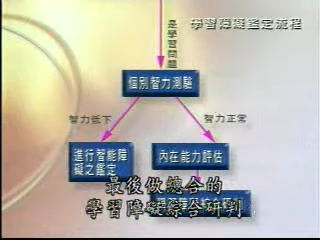 學習障礙鑑定流程
是學習問題
個別智力測驗
智力低下
智力正常
進行智能障
礙之鑑定
內在能力評估
最後做總合的
學習障礙綜合研判